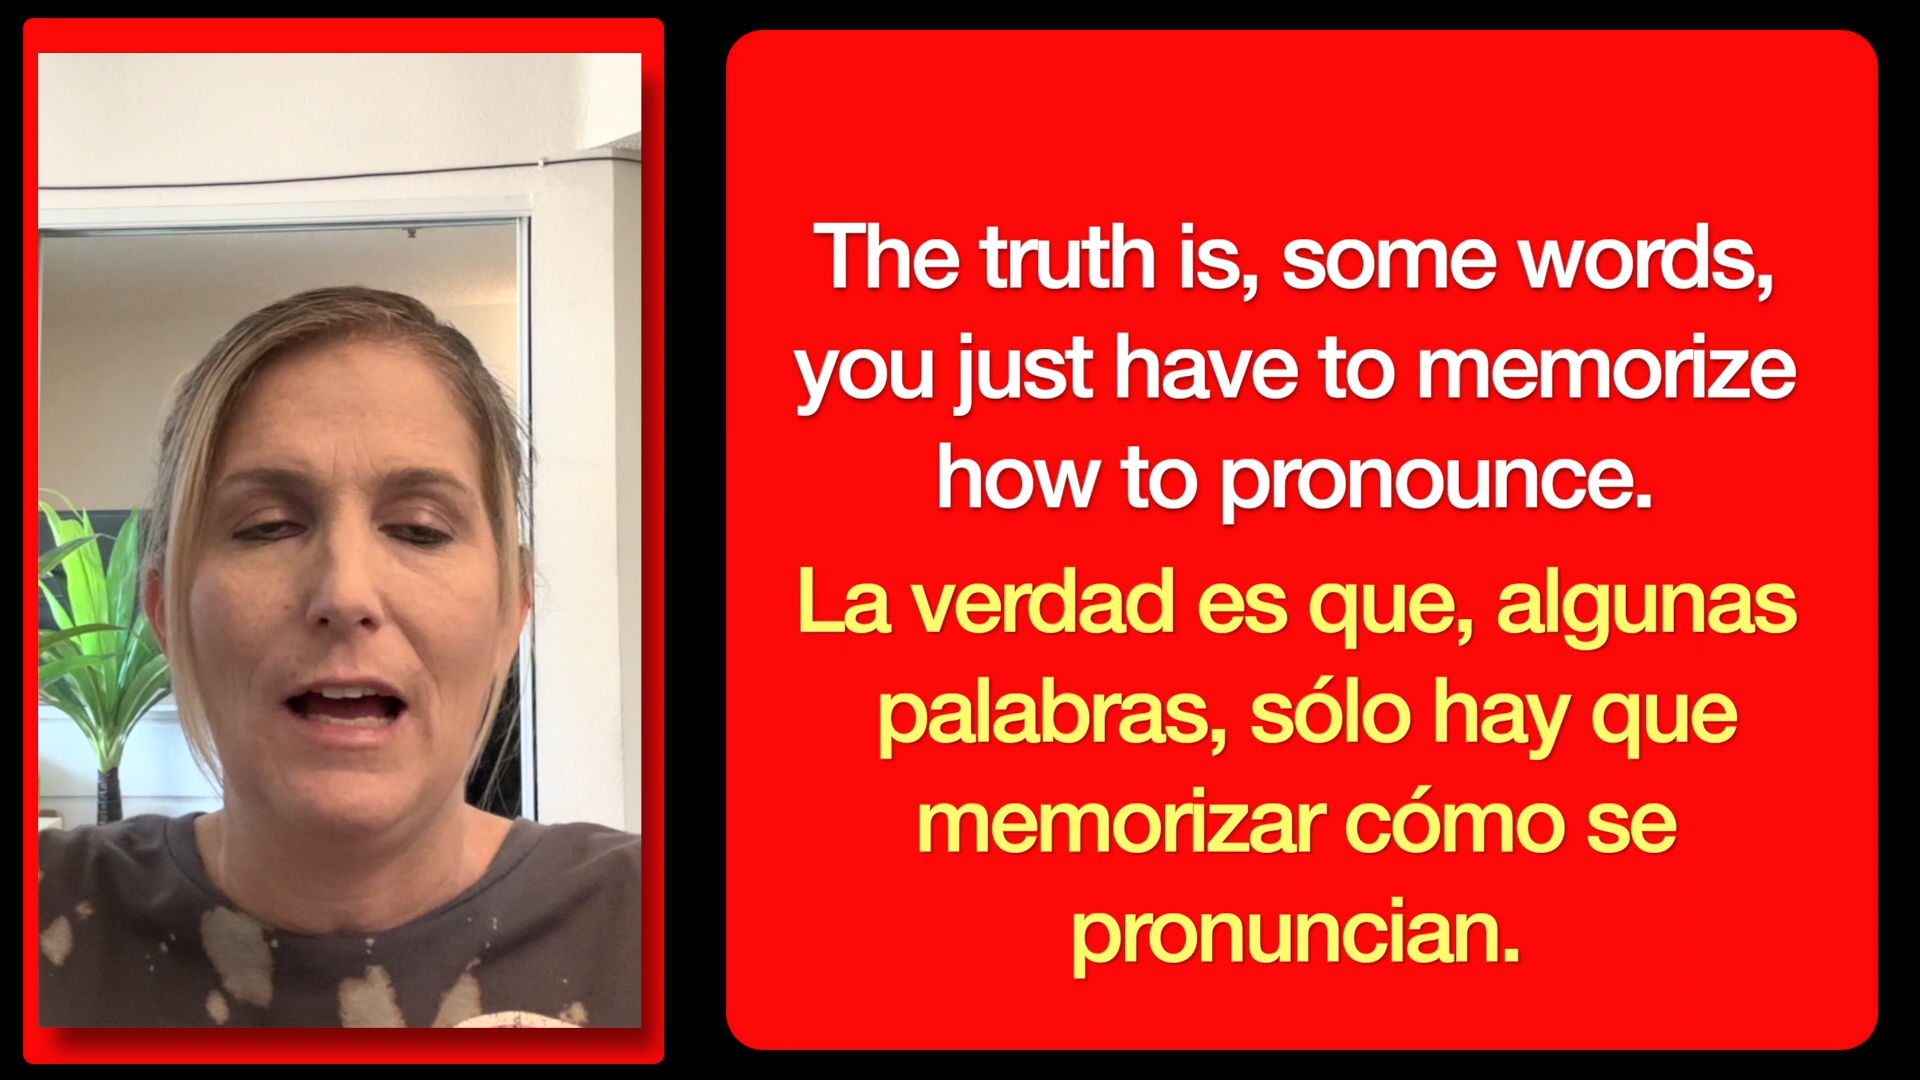 The truth is, some words,
you just have to memorize
how to pronounce.
La verdad es que, algunas
palabras, sólo hay que
memorizar cómo se
pronuncian.